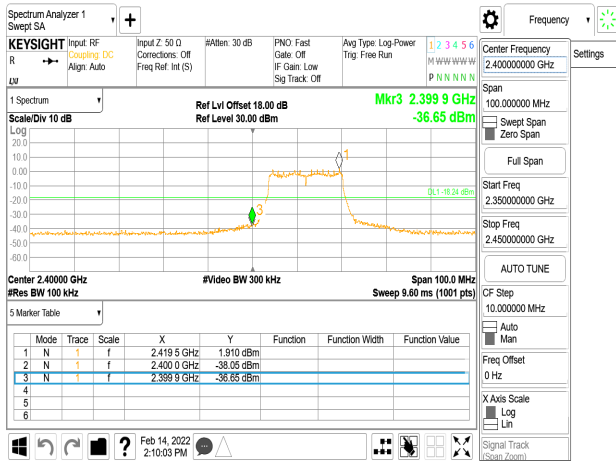 Spectrum Analyzer 1
Swept SA
Frequency
Settings
KEYSIGHT
R
Input: RF
Coupling: DC
Align: Auto
Input Z: 50 Ω
Corrections: Off
Freq Ref: Int (S)
#Atten: 30 dB
PNO: Fast
Gate: Off
IF Gain: Low
Sig Track: Off
Avg Type: Log-Power
Trig: Free Run
1 2 3 4 5 6
M W W W W W
P N N N N N
1 Spectrum
Scale/Div 10 dB
Ref Lvl Offset 18.00 dB
Ref Level 30.00 dBm
Mkr3 2.399 9 GHz
-36.65 dBm
Log
20.0
10.0
0.00
-10.0
-20.0
-30.0
-40.0
-50.0
-60.0
1
3
DL1 -18.24 dBm
Center 2.40000 GHz
#Res BW 100 kHz
#Video BW 300 kHz
Span 100.0 MHz
Sweep 9.60 ms (1001 pts)
5 Marker Table
Mode Trace Scale X Y Function Function Width Function Value
1 N 1 f 2.419 5 GHz 1.910 dBm
2 N 1 f 2.400 0 GHz -38.05 dBm
3 N 1 f 2.399 9 GHz -36.65 dBm
4
5
6
Feb 14, 2022
2:10:03 PM
Center Frequency
2.400000000 GHz
Span
100.000000 MHz
Swept Span
Zero Span
Full Span
Start Freq
2.350000000 GHz
Stop Freq
2.450000000 GHz
AUTO TUNE
CF Step
10.000000 MHz
Auto
Man
Freq Offset
0 Hz
X Axis Scale
Log
Lin
Signal Track
(Span Zoom)